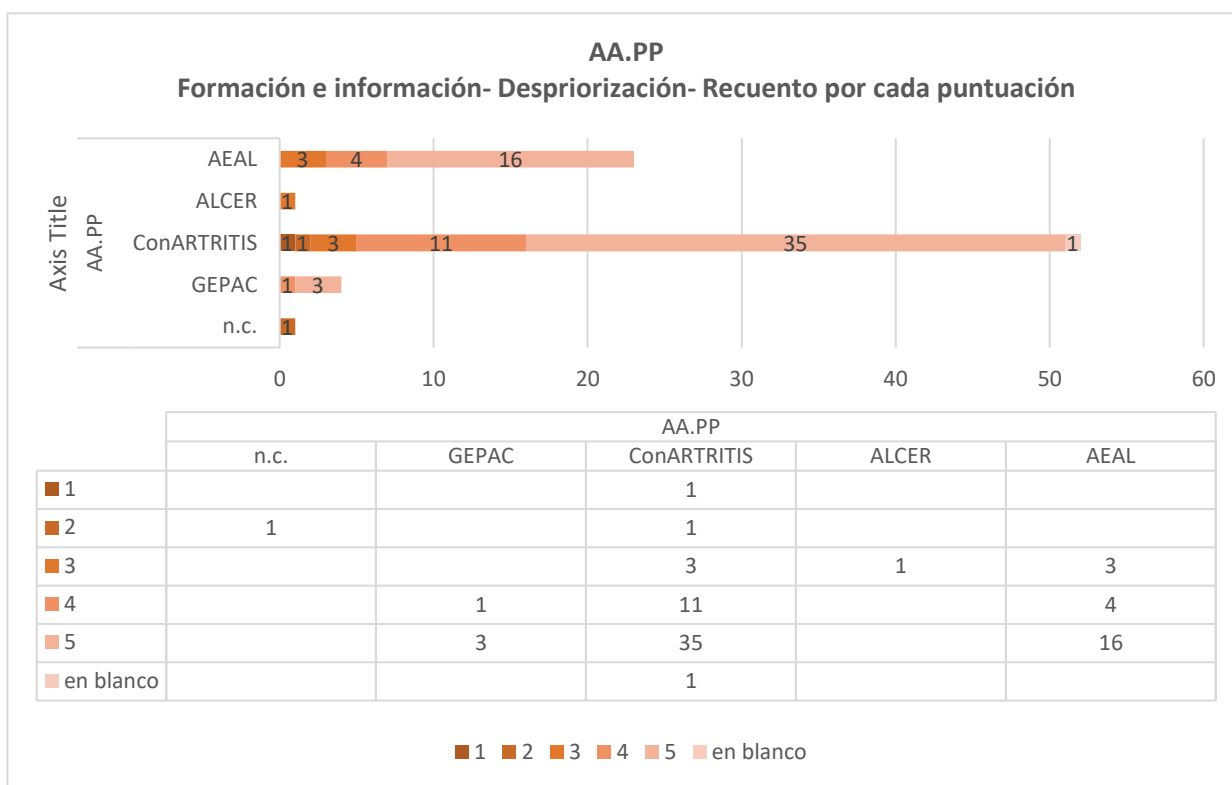 AA.PP
Formación e información- Despriorización- Recuento por cada puntuación
Axis Title
AA.PP
AEAL 3 4 16
ALCER 1
ConARTRITIS 1 1 3 11 35 1
GEPAC 1 3
n.c. 1
0 10 20 30 40 50 60
AA.PP
n.c. GEPAC ConARTRITIS ALCER AEAL
1 1
2 1 1
3 3 1 3
4 1 11 4
5 3 35 16
en blanco 1
1 2 3 4 5 en blanco